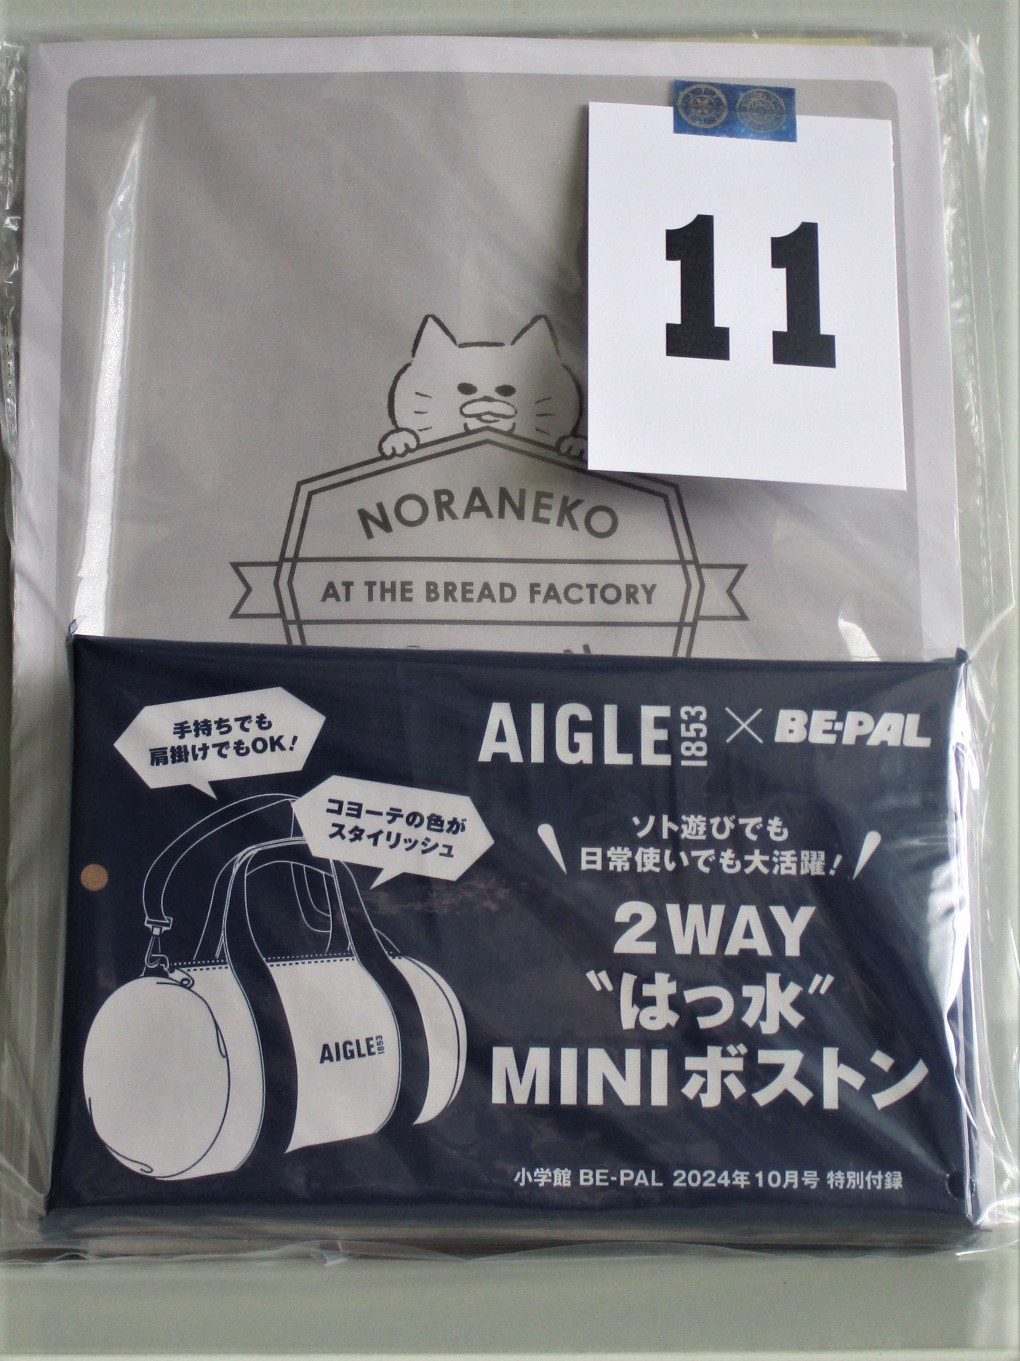 11
NORANEKO
AT THE BREAD FACTORY
手持ちでも
肩掛けでもOK!
コヨーテの色が
スタイリッシュ
AIGLE 1853 × BE-PAL
ソト遊びでも
日常使いでも大活躍!
2WAY
"はっ水"
MINIボストン
AIGLE 1853
小学館 BE-PAL 2024年10月号 特別付録